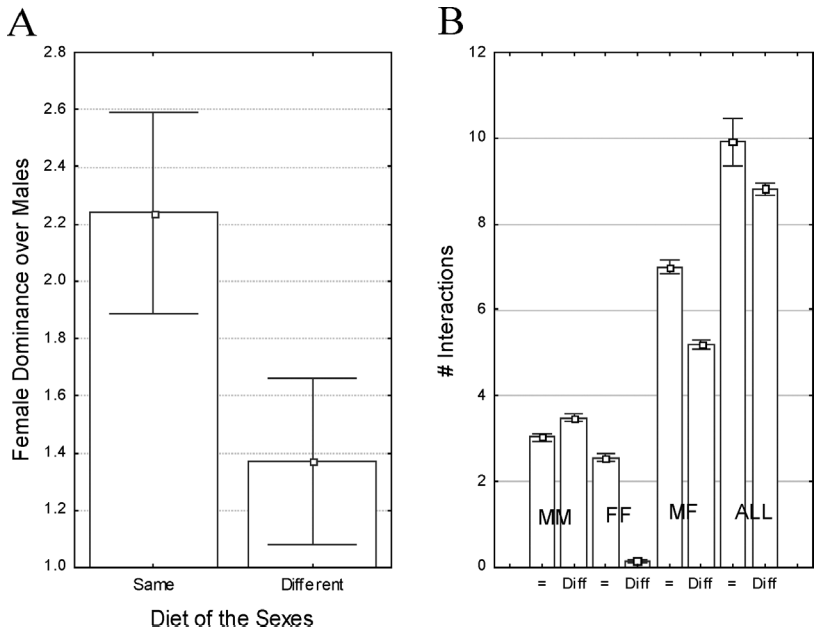 A
Female Dominance over Males
2.8
2.6
2.4
2.2
2.0
1.8
1.6
1.4
1.2
1.0
Same Different
Diet of the Sexes
B
# Interactions
12
10
8
6
4
2
0
MM FF MF ALL
= Diff = Diff = Diff = Diff